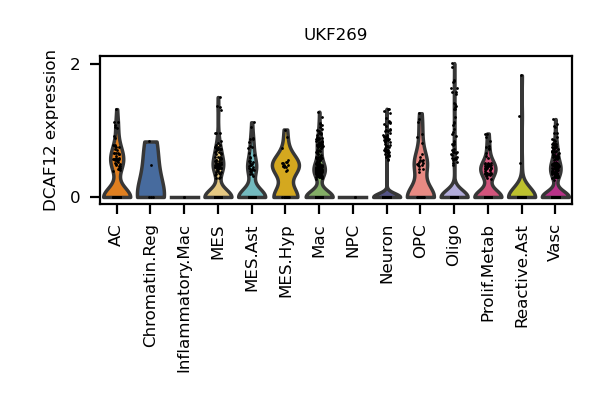 UKF269
DCAF12 expression
2
0
AC
Chromatin.Reg
Inflammatory.Mac
MES
MES.Ast
MES.Hyp
Mac
NPC
Neuron
OPC
Oligo
Prolif.Metab
Reactive.Ast
Vasc